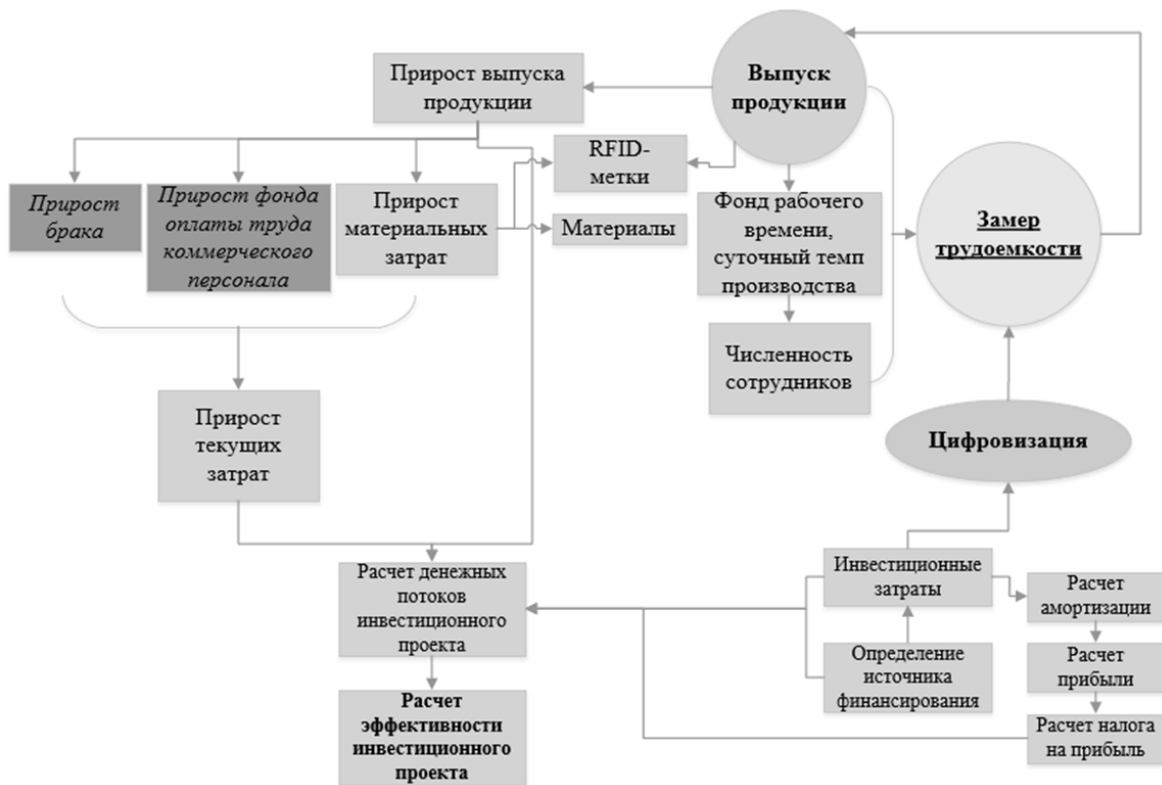 Прирост выпуска
продукции
Выпуск
продукции
RFID-
метки
Прирост
брака
Прирост фонда
оплаты труда
коммерческого
персонала
Прирост
материальных
затрат
Материалы
Фонд рабочего
времени,
суточный темп
производства
Замер
трудоемкости
Численность
сотрудников
Прирост
текущих
затрат
Цифровизация
Расчет денежных
потоков
инвестиционного
проекта
Инвестиционные
затраты
Расчет
амортизации
Определение
источника
финансирования
Расчет
прибыли
Расчет
эффективности
инвестиционного
проекта
Расчет налога
на прибыль